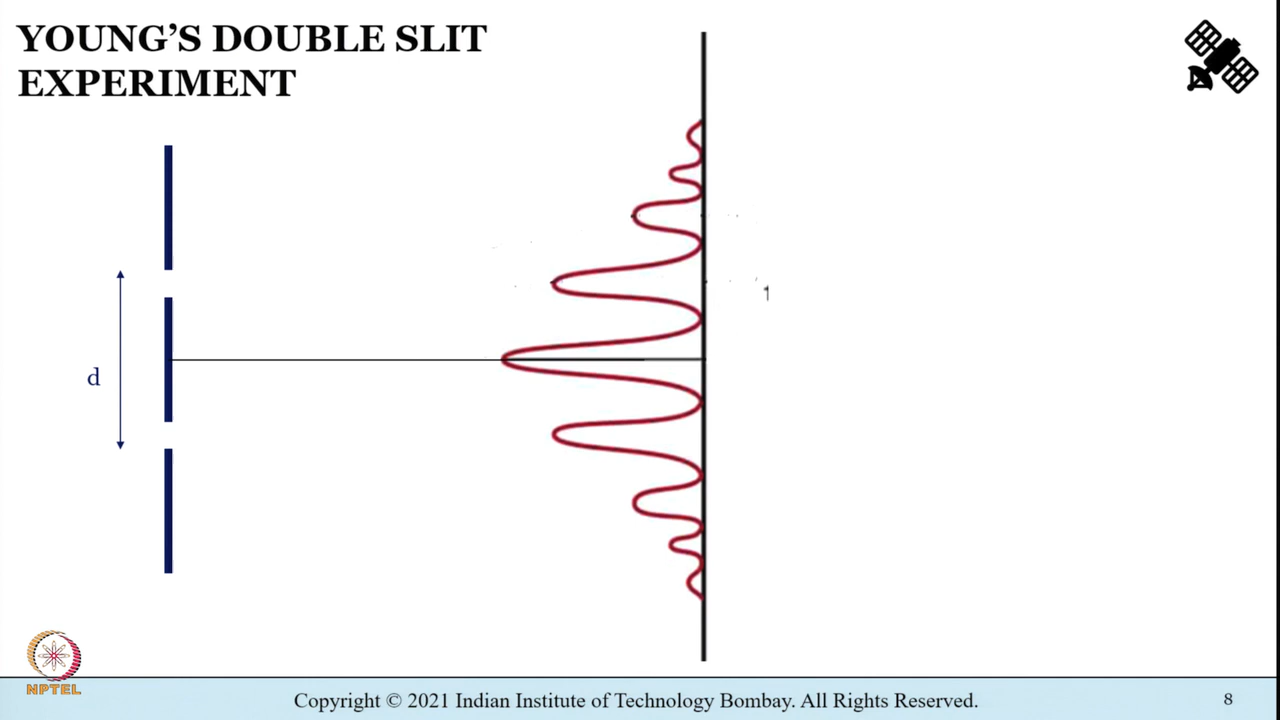 YOUNG’S DOUBLE SLIT
EXPERIMENT
d
1
NPTEL
Copyright © 2021 Indian Institute of Technology Bombay. All Rights Reserved.
8